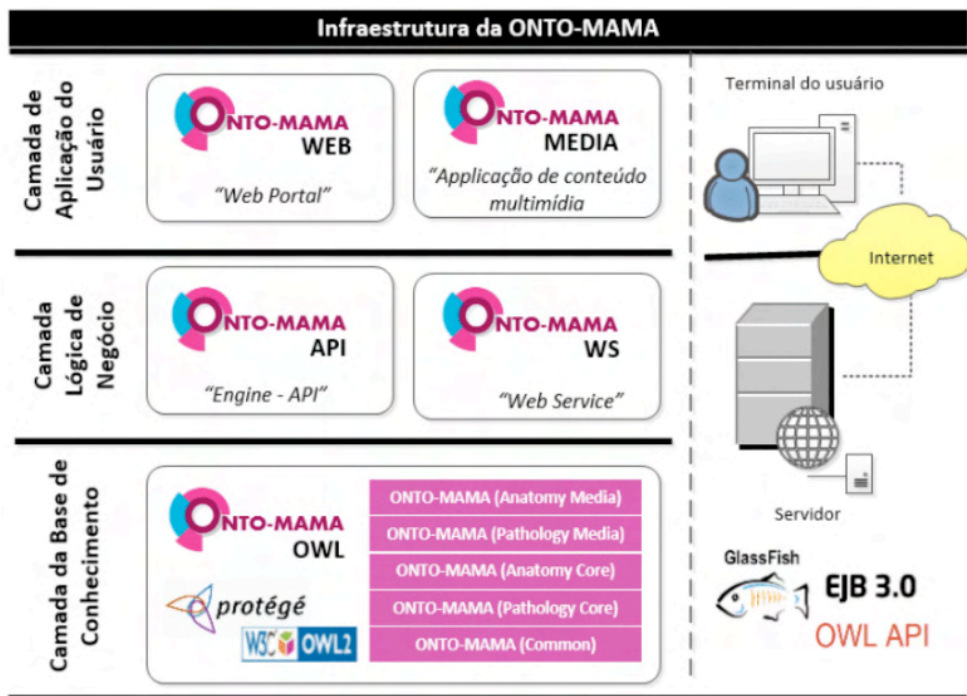 Infraestrutura da ONTO-MAMA
Camada de
Aplicação do
Usuário
ONTO-MAMA
WEB
"Web Portal"
ONTO-MAMA
MEDIA
"Applicação de conteúdo
multimídia
Terminal do usuário
Internet
Camada
Lógica de
Negócio
ONTO-MAMA
API
"Engine - API"
ONTO-MAMA
WS
"Web Service"
Servidor
Camada da Base de
Conhecimento
ONTO-MAMA
OWL
protégé
W3C OWL2
ONTO-MAMA (Anatomy Media)
ONTO-MAMA (Pathology Media)
ONTO-MAMA (Anatomy Core)
ONTO-MAMA (Pathology Core)
ONTO-MAMA (Common)
GlassFish
EJB 3.0
OWL API